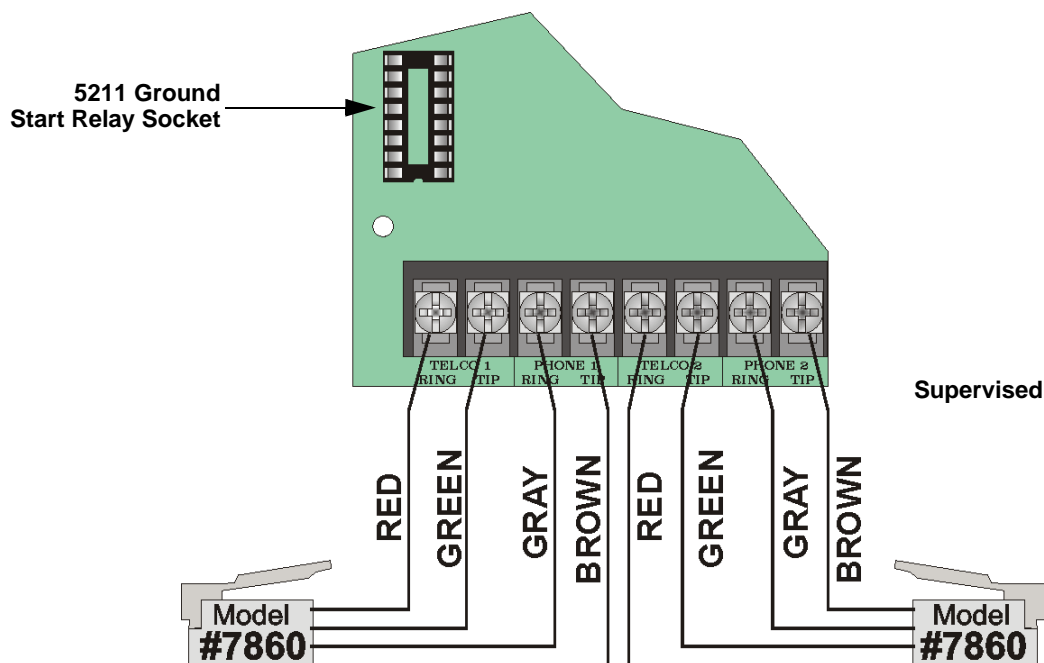 5211 Ground
Start Relay Socket
TELCO 1 PHONE 1 TELCO 2 PHONE 2
RING TIP RING TIP RING TIP RING TIP
Supervised
RED GREEN GRAY BROWN RED GREEN GRAY BROWN
Model Model
#7860 #7860